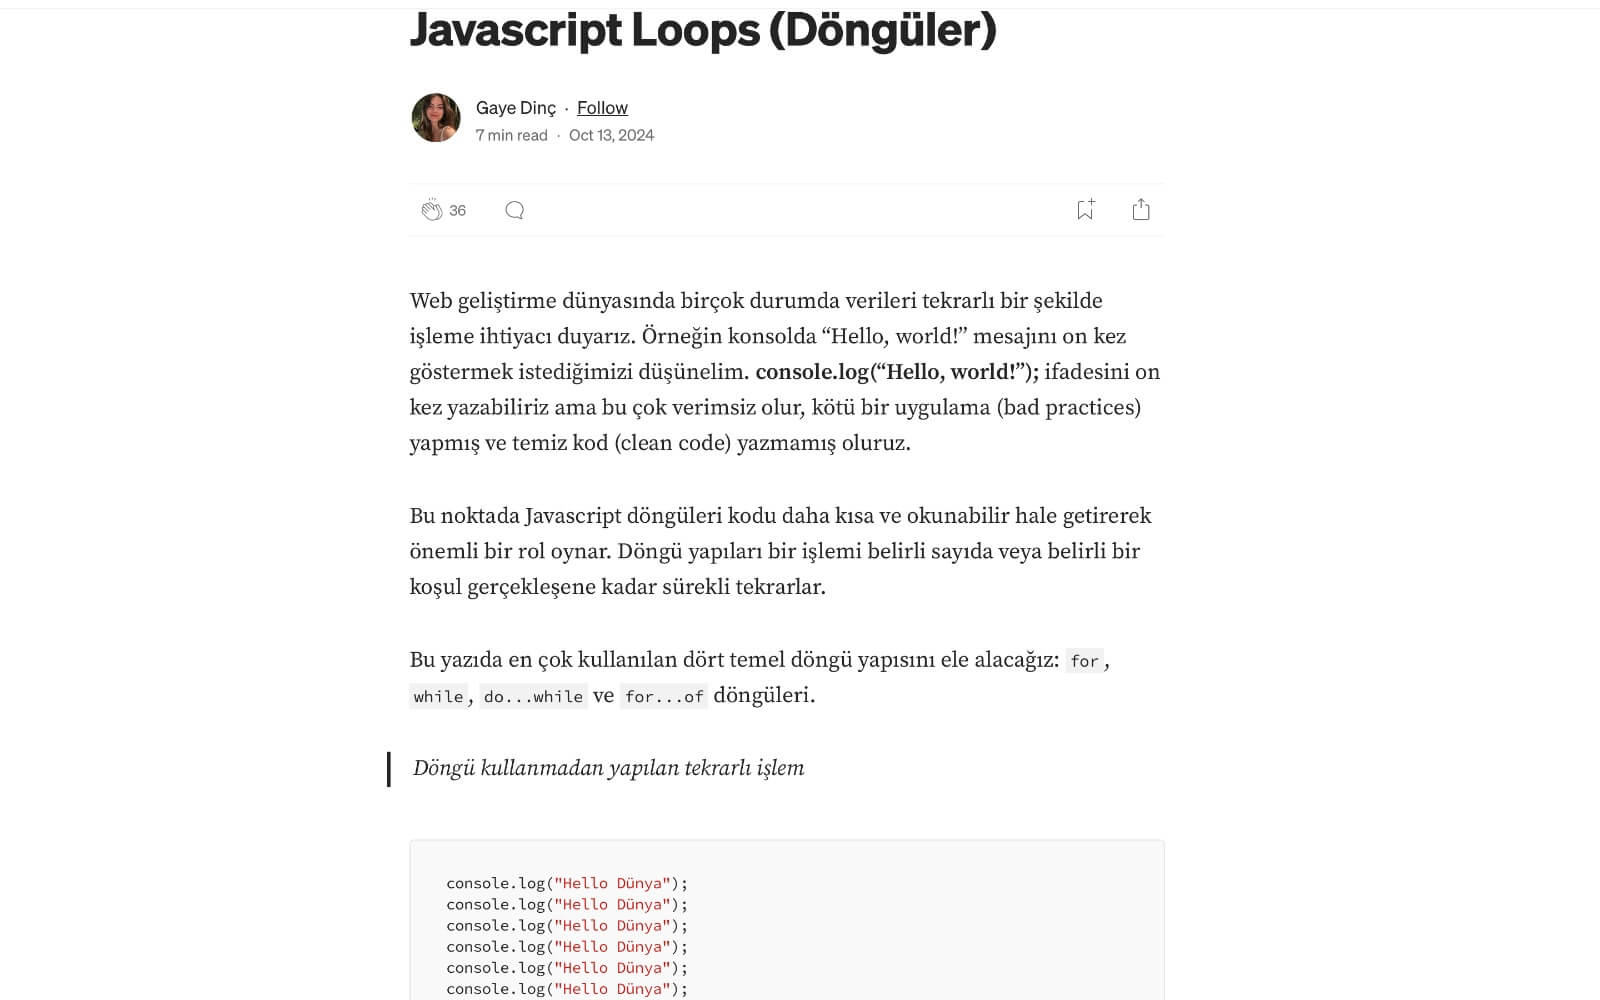 Javascript Loops (Döngüler)
Gaye Dinç · Follow
7 min read · Oct 13, 2024
36
Web geliştirme dünyasında birçok durumda verileri tekrarlı bir şekilde
işleme ihtiyacı duyarız. Örneğin konsolda “Hello, world!” mesajını on kez
göstermek istediğimizi düşünelim. console.log(“Hello, world!”); ifadesini on
kez yazabiliriz ama bu çok verimsiz olur, kötü bir uygulama (bad practices)
yapmış ve temiz kod (clean code) yazmamış oluruz.
Bu noktada Javascript döngüleri kodu daha kısa ve okunabilir hale getirerek
önemli bir rol oynar. Döngü yapıları bir işlemi belirli sayıda veya belirli bir
koşul gerçekleşene kadar sürekli tekrarlar.
Bu yazıda en çok kullanılan dört temel döngü yapısını ele alacağız: for,
while, do...while ve for...of döngüleri.
Döngü kullanmadan yapılan tekrarlı işlem
console.log("Hello Dünya");
console.log("Hello Dünya");
console.log("Hello Dünya");
console.log("Hello Dünya");
console.log("Hello Dünya");
console.log("Hello Dünya");